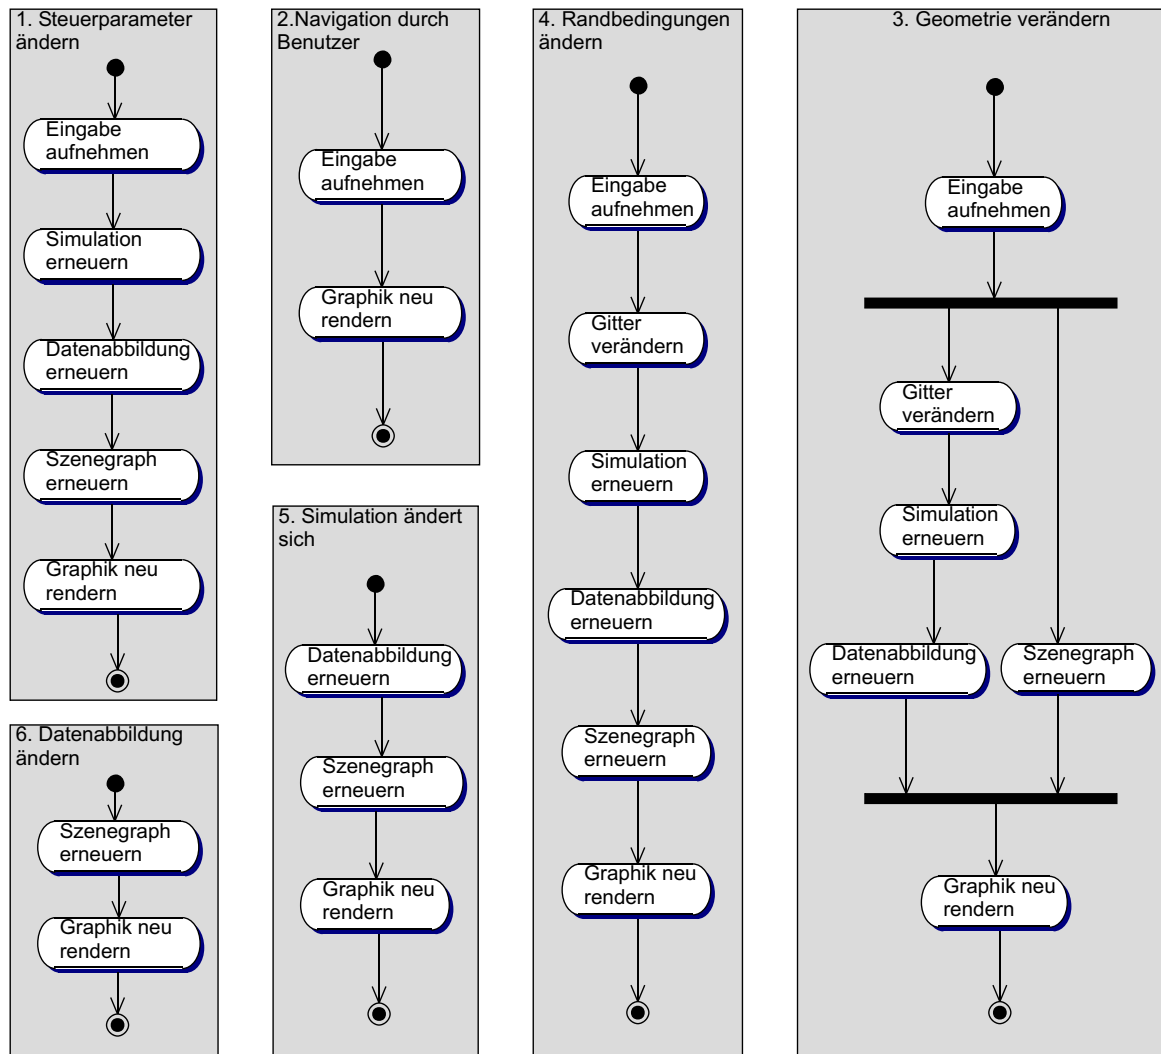 1. Steuerparameter
ändern
Eingabe
aufnehmen
Simulation
erneuern
Datenabbildung
erneuern
Szenegraph
erneuern
Graphik neu
rendern
2.Navigation durch
Benutzer
Eingabe
aufnehmen
Graphik neu
rendern
4. Randbedingungen
ändern
Eingabe
aufnehmen
Gitter
verändern
Simulation
erneuern
Datenabbildung
erneuern
Szenegraph
erneuern
Graphik neu
rendern
3. Geometrie verändern
Eingabe
aufnehmen
Gitter
verändern
Simulation
erneuern
Datenabbildung
erneuern
Szenegraph
erneuern
Graphik neu
rendern
5. Simulation ändert
sich
Datenabbildung
erneuern
Szenegraph
erneuern
Graphik neu
rendern
6. Datenabbildung
ändern
Szenegraph
erneuern
Graphik neu
rendern